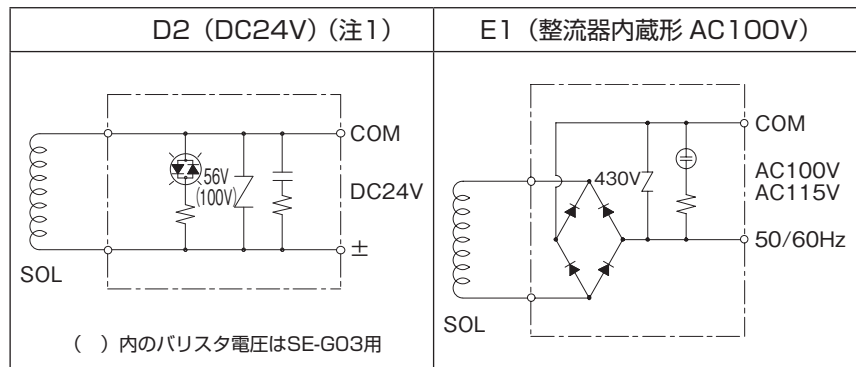 D2（DC24V）（注1）
COM
56V
(100V)
DC24V
±
SOL
（　）内のバリスタ電圧はSE-G03用
E1（整流器内蔵形 AC100V）
COM
430V
AC100V
AC115V
50/60Hz
SOL